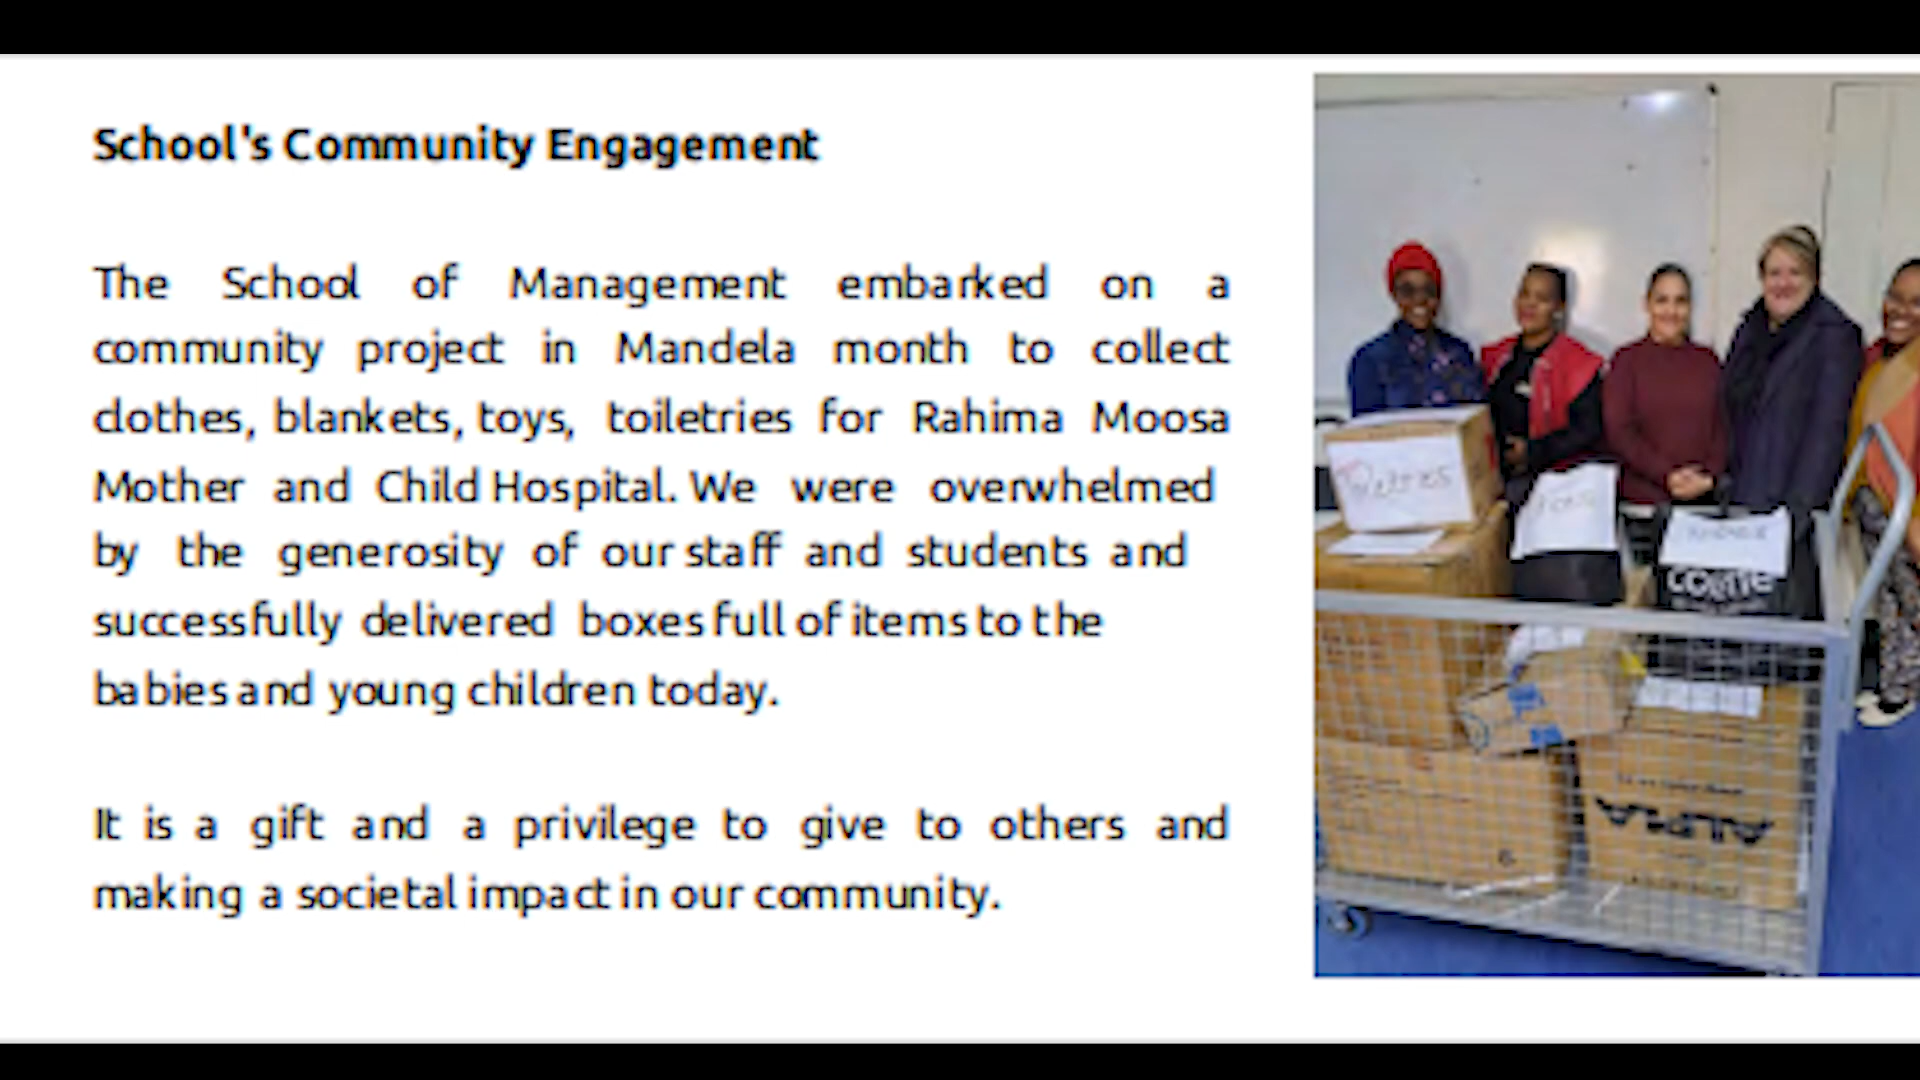 School's Community Engagement
The School of Management embarked on a
community project in Mandela month to collect
clothes, blankets, toys, toiletries for Rahima Moosa
Mother and Child Hospital. We were overwhelmed
by the generosity of our staff and students and
successfully delivered boxes full of items to the
babies and young children today.
It is a gift and a privilege to give to others and
making a societal impact in our community.
ALPHA